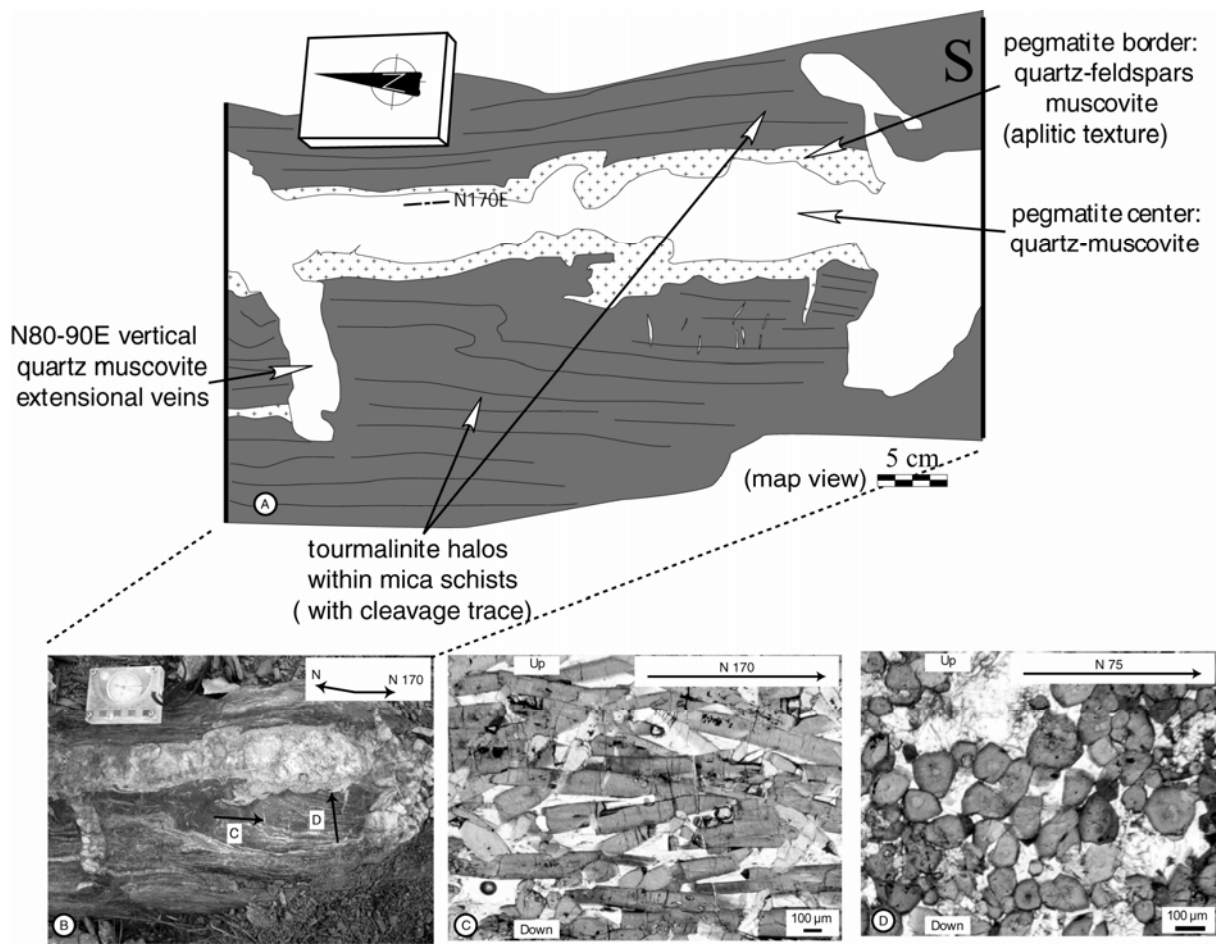 S
pegmatite border:
quartz-feldspars
muscovite
(aplitic texture)
N
N170E
pegmatite center:
quartz-muscovite
N80-90E vertical
quartz muscovite
extensional veins
5 cm
(map view)
A
tourmalinite halos
within mica schists
( with cleavage trace)
N
N 170
C
D
B
Up
N 170
Down
C
100 µm
Up
N 75
Down
D
100 µm